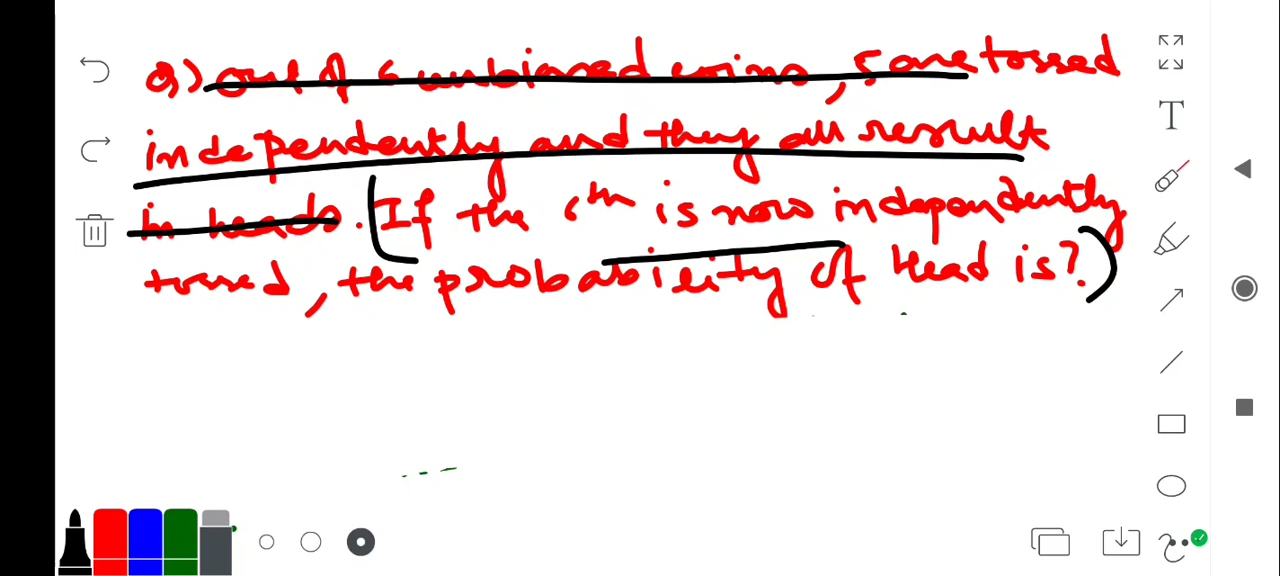 Q) out of 6 unbiased coins, 5 are tossed
independently and they all result
in heads. If the 6th is now independently
tossed, the probability of Head is?
T